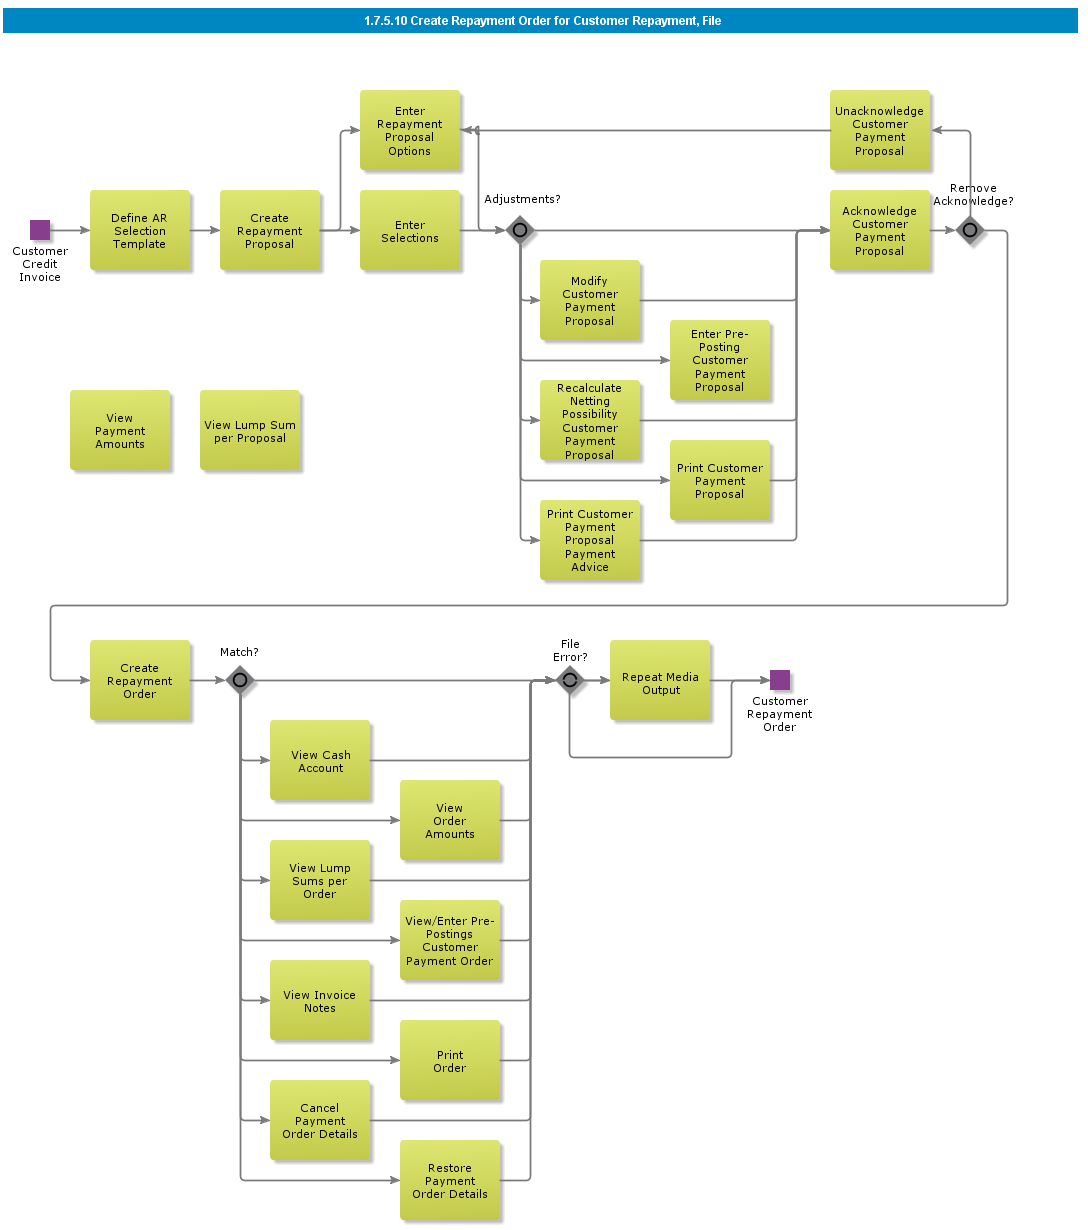 1.7.5.10 Create Repayment Order for Customer Repayment, File
Enter
Repayment
Proposal
Options
Unacknowledge
Customer
Payment
Proposal
Customer
Credit
Invoice
Define AR
Selection
Template
Create
Repayment
Proposal
Enter
Selections
Adjustments?
Acknowledge
Customer
Payment
Proposal
Remove
Acknowledge?
Modify
Customer
Payment
Proposal
Enter Pre-
Posting
Customer
Payment
Proposal
View
Payment
Amounts
View Lump Sum
per Proposal
Recalculate
Netting
Possibility
Customer
Payment
Proposal
Print Customer
Payment
Proposal
Print Customer
Payment
Proposal
Payment
Advice
Create
Repayment
Order
Match?
File
Error?
Repeat Media
Output
Customer
Repayment
Order
View Cash
Account
View
Order
Amounts
View Lump
Sums per
Order
View/Enter Pre-
Postings
Customer
Payment Order
View Invoice
Notes
Print
Order
Cancel
Payment
Order Details
Restore
Payment
Order Details